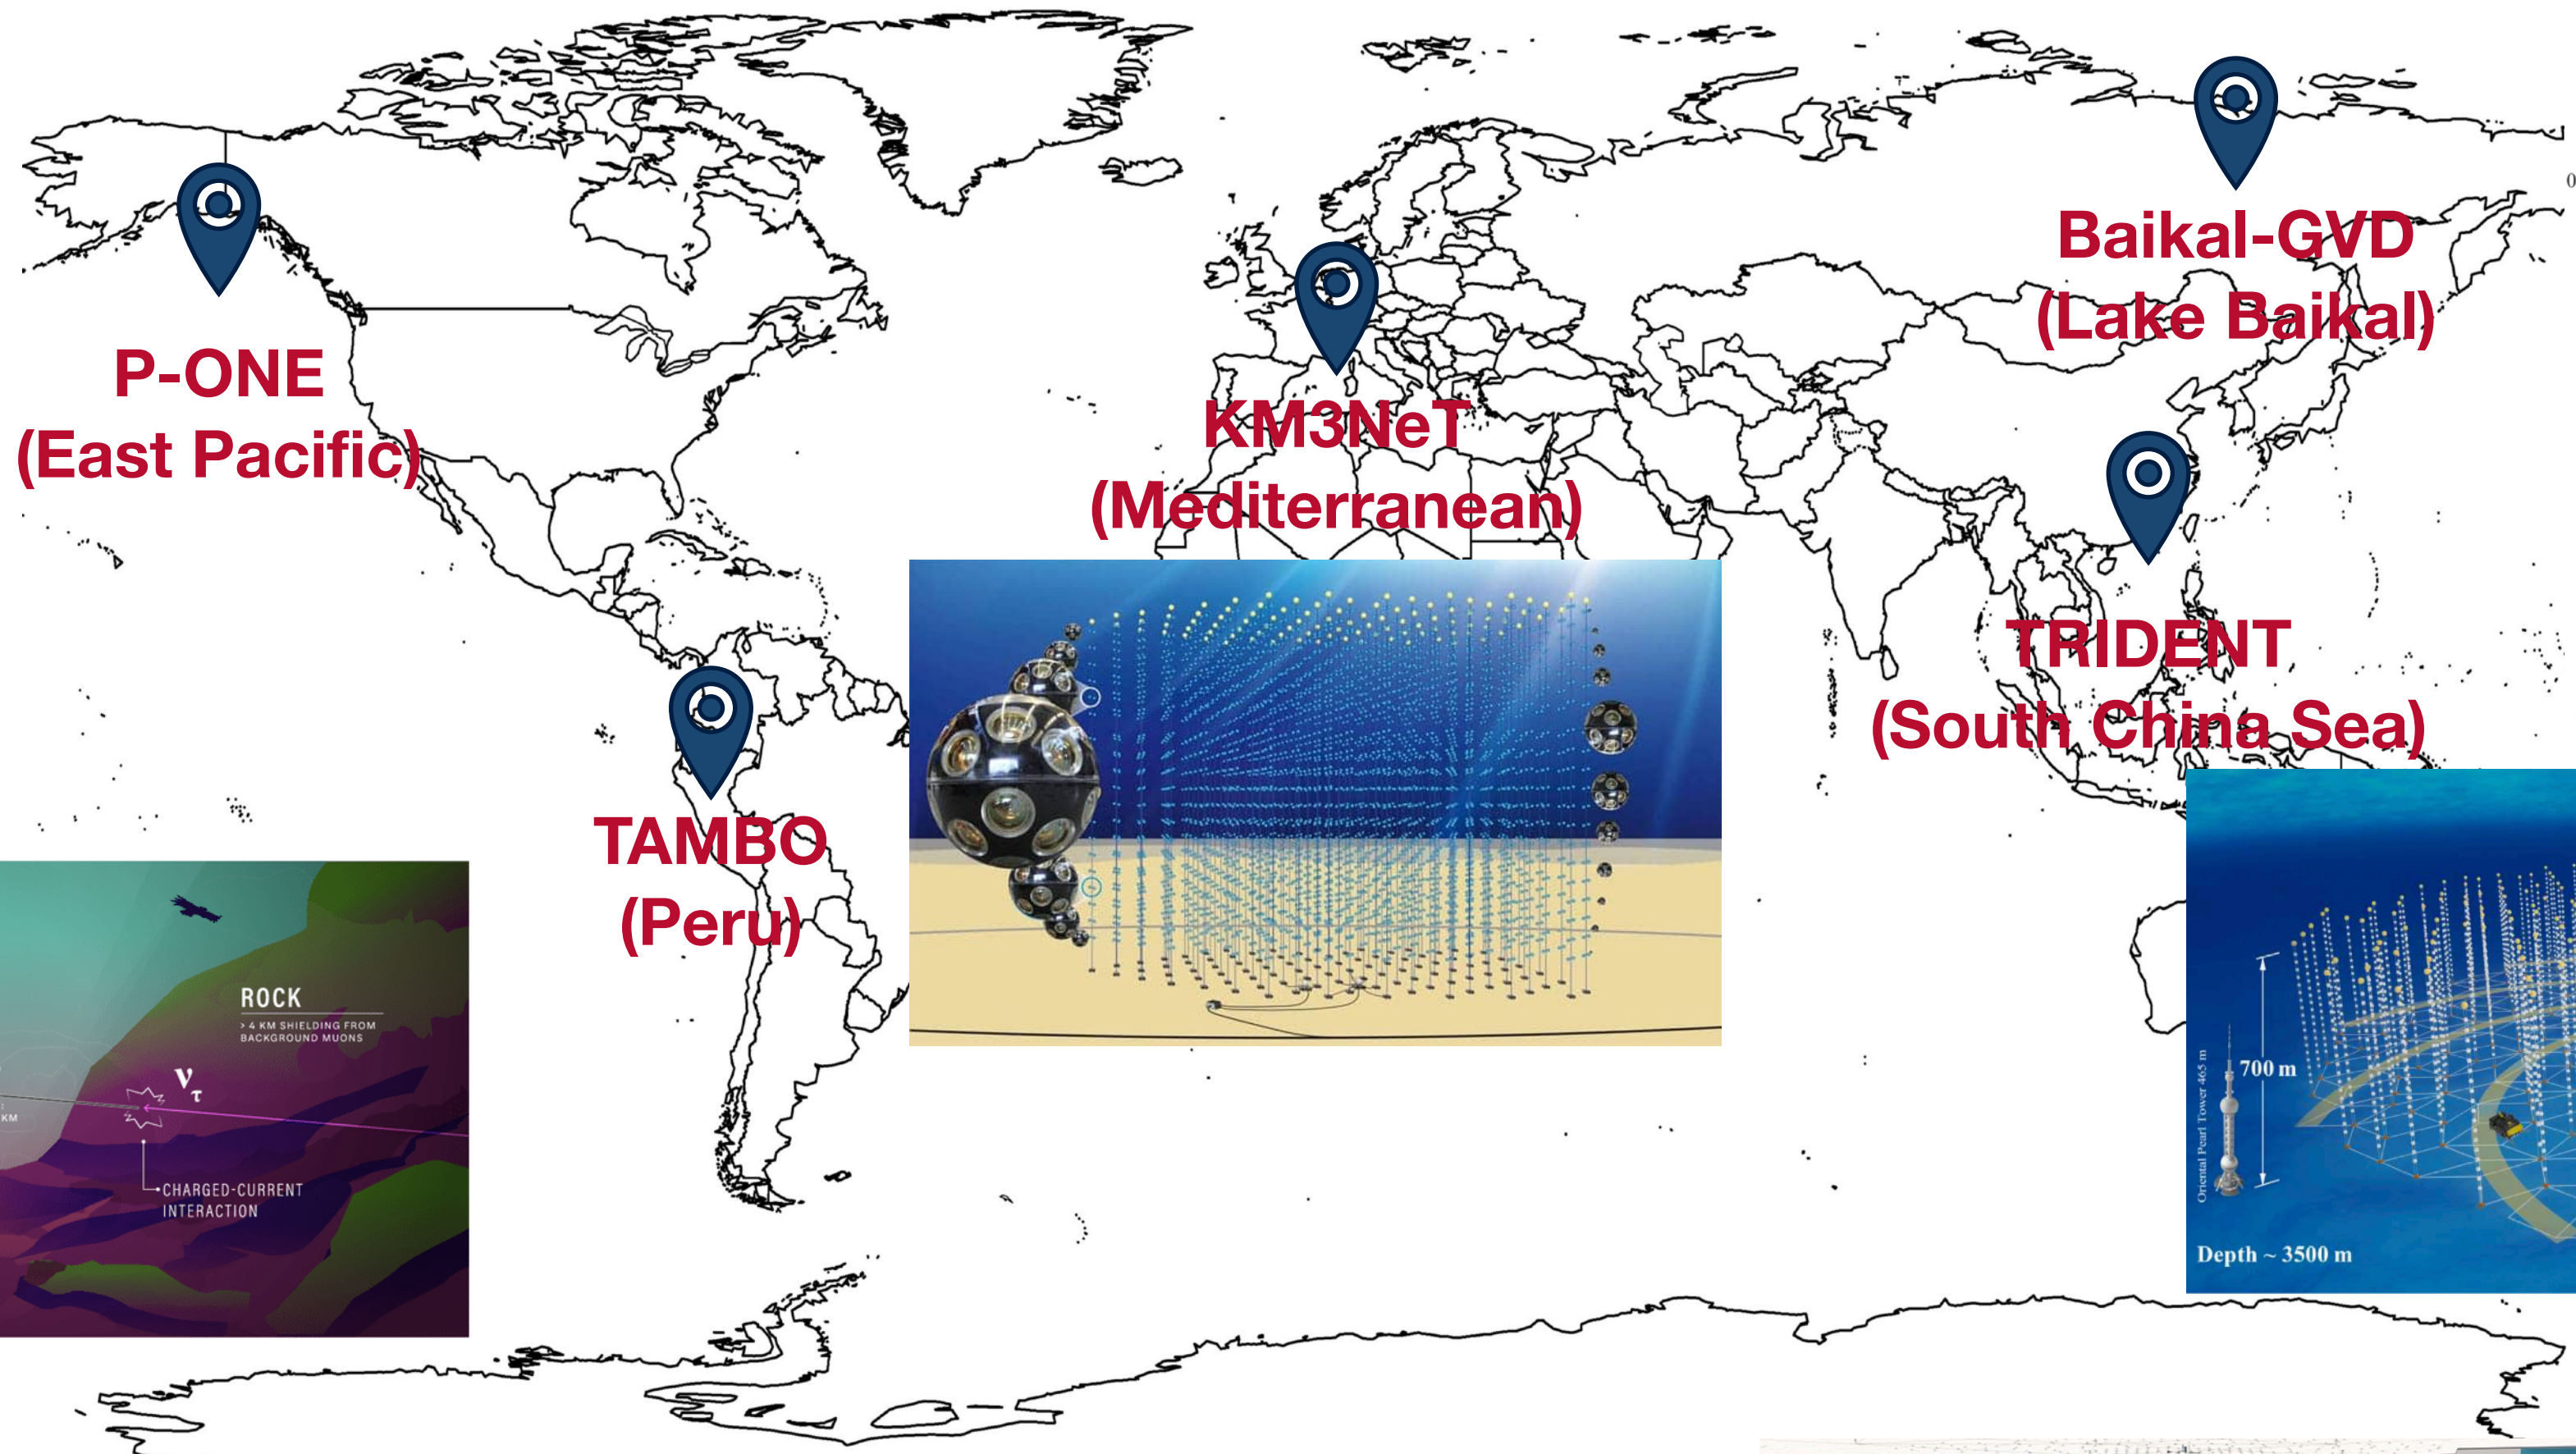 Baikal-GVD
(Lake Baikal)
P-ONE
(East Pacific)
KM3NeT
(Mediterranean)
TRIDENT
(South China Sea)
TAMBO
(Peru)
ROCK
> 4 KM SHIELDING FROM
BACKGROUND MUONS
ντ
KM
CHARGED-CURRENT
INTERACTION
700 m
Oriental Pearl Tower 465 m
Depth ~ 3500 m